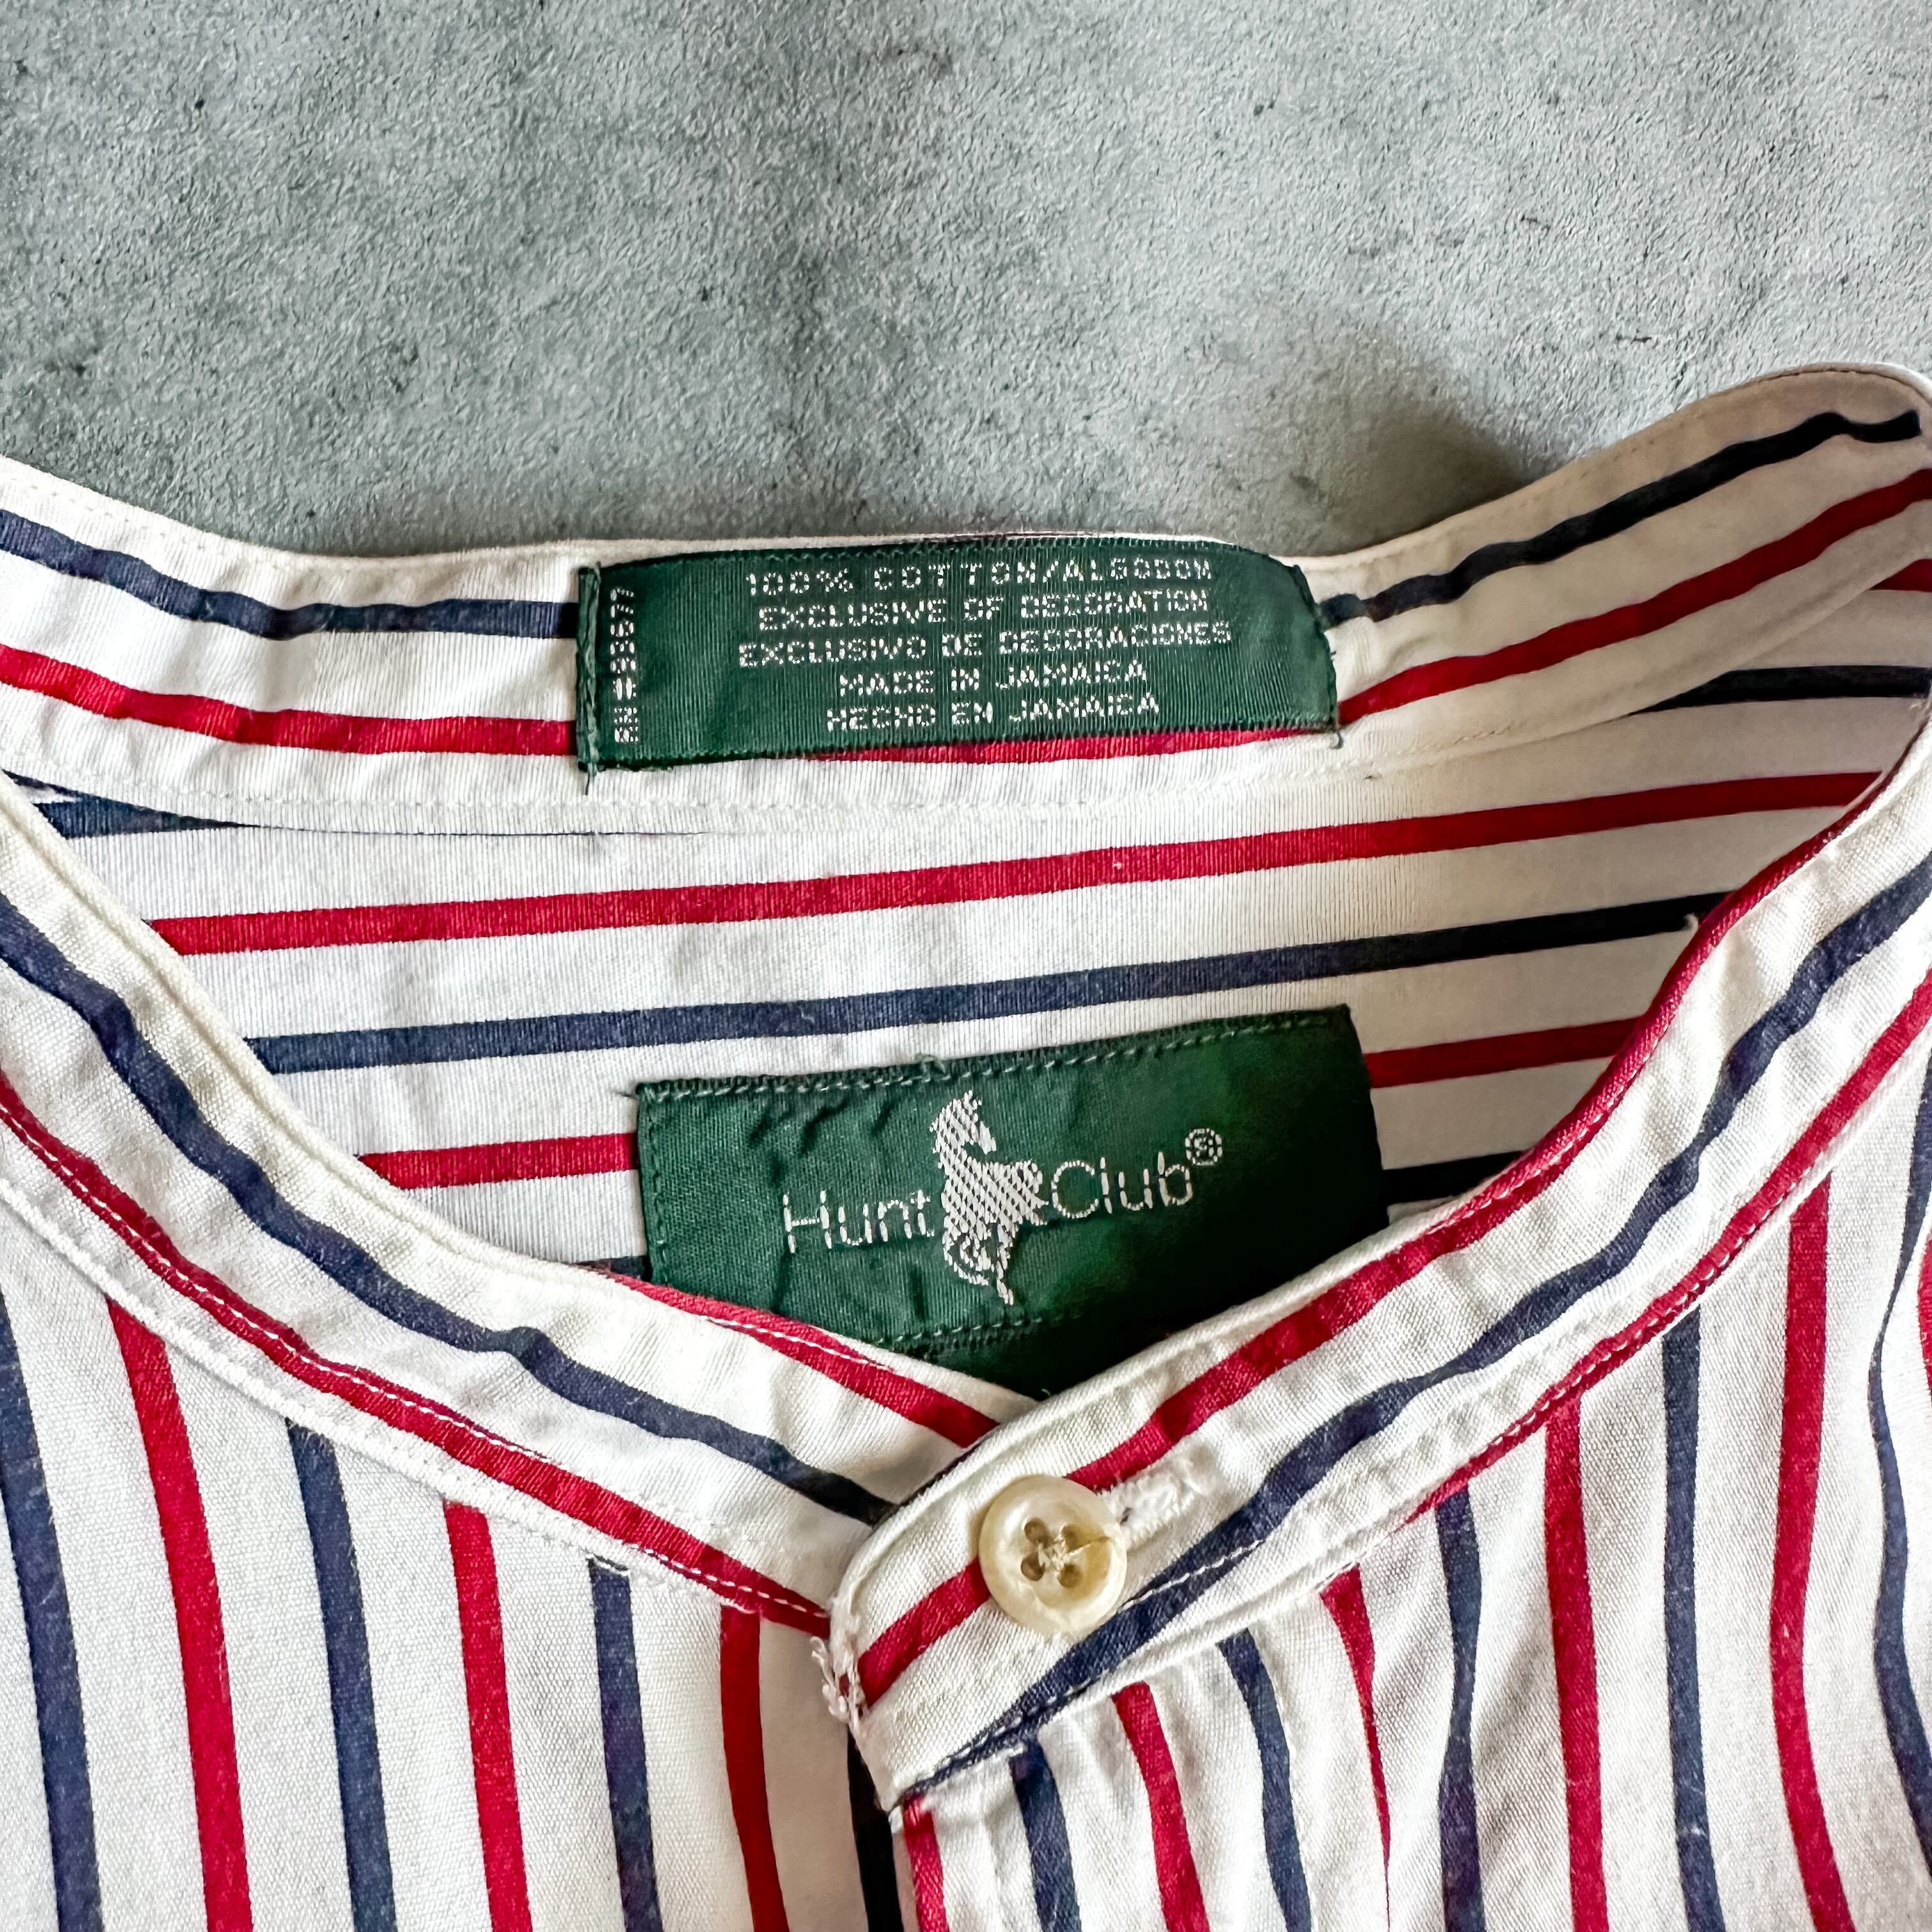 100% COTTON/ALGODON
EXCLUSIVE OF DECORATION
EXCLUSIVO DE DECORACIONES
MADE IN JAMAICA
HECHO EN JAMAICA
Hunt Club®